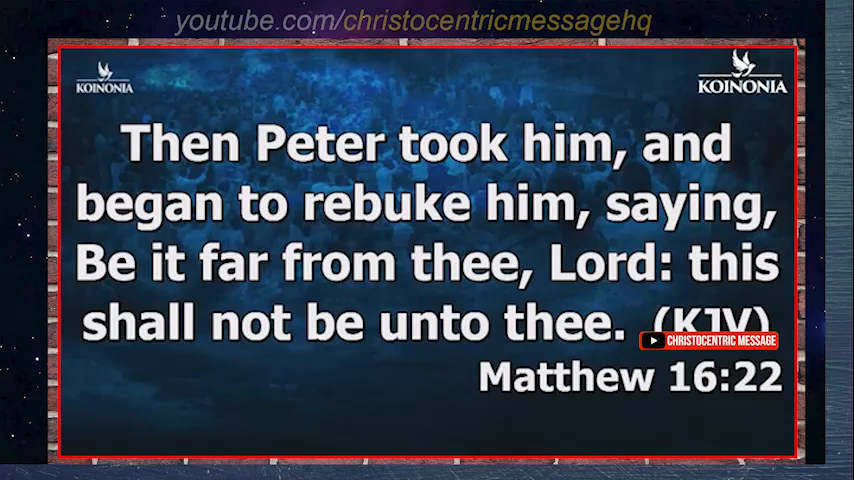 youtube.com/christocentricmessagehq
KOINONIA
KOINONIA
Then Peter took him, and
began to rebuke him, saying,
Be it far from thee, Lord: this
shall not be unto thee. (KJV)
CHRISTOCENTRIC MESSAGE
Matthew 16:22